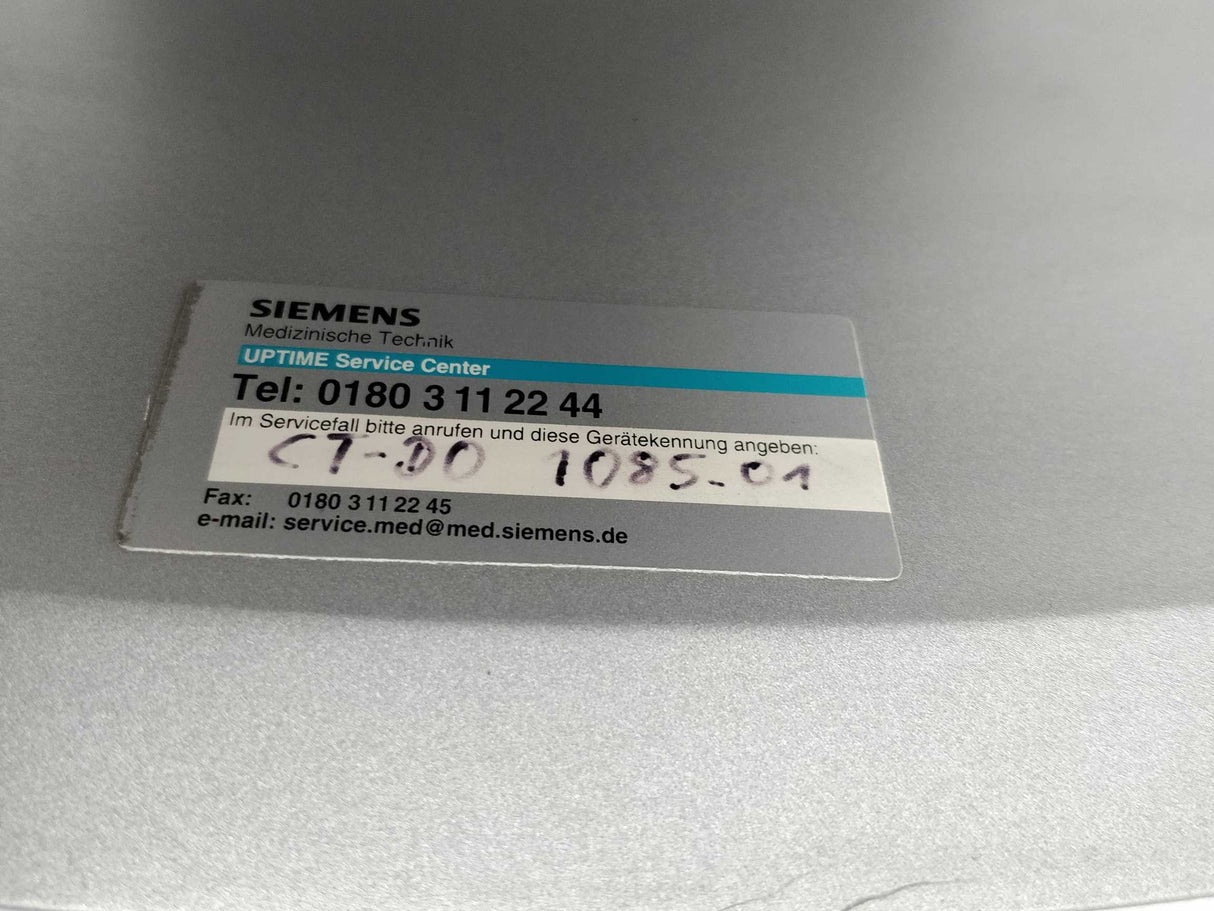 SIEMENS
Medizinische Technik
UPTIME Service Center
Tel: 0180 3 11 22 44
Im Servicefall bitte anrufen und diese Gerätekennung angeben:
CT-DO 1085-01
Fax: 0180 3 11 22 45
e-mail: service.med@med.siemens.de